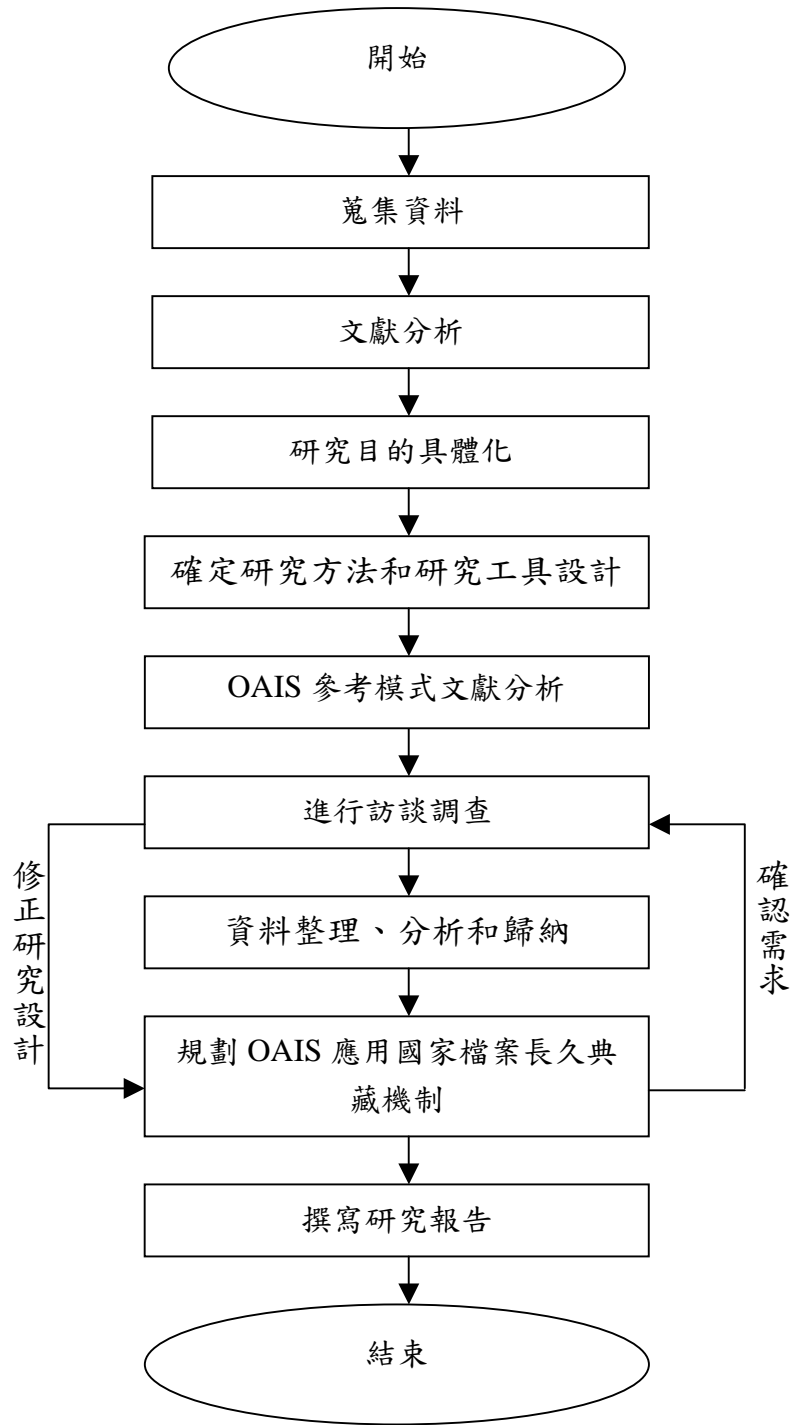 開始
蒐集資料
文獻分析
研究目的具體化
確定研究方法和研究工具設計
OAIS 參考模式文獻分析
進行訪談調查
修正研究設計
確認需求
資料整理、分析和歸納
規劃 OAIS 應用國家檔案長久典
藏機制
撰寫研究報告
結束